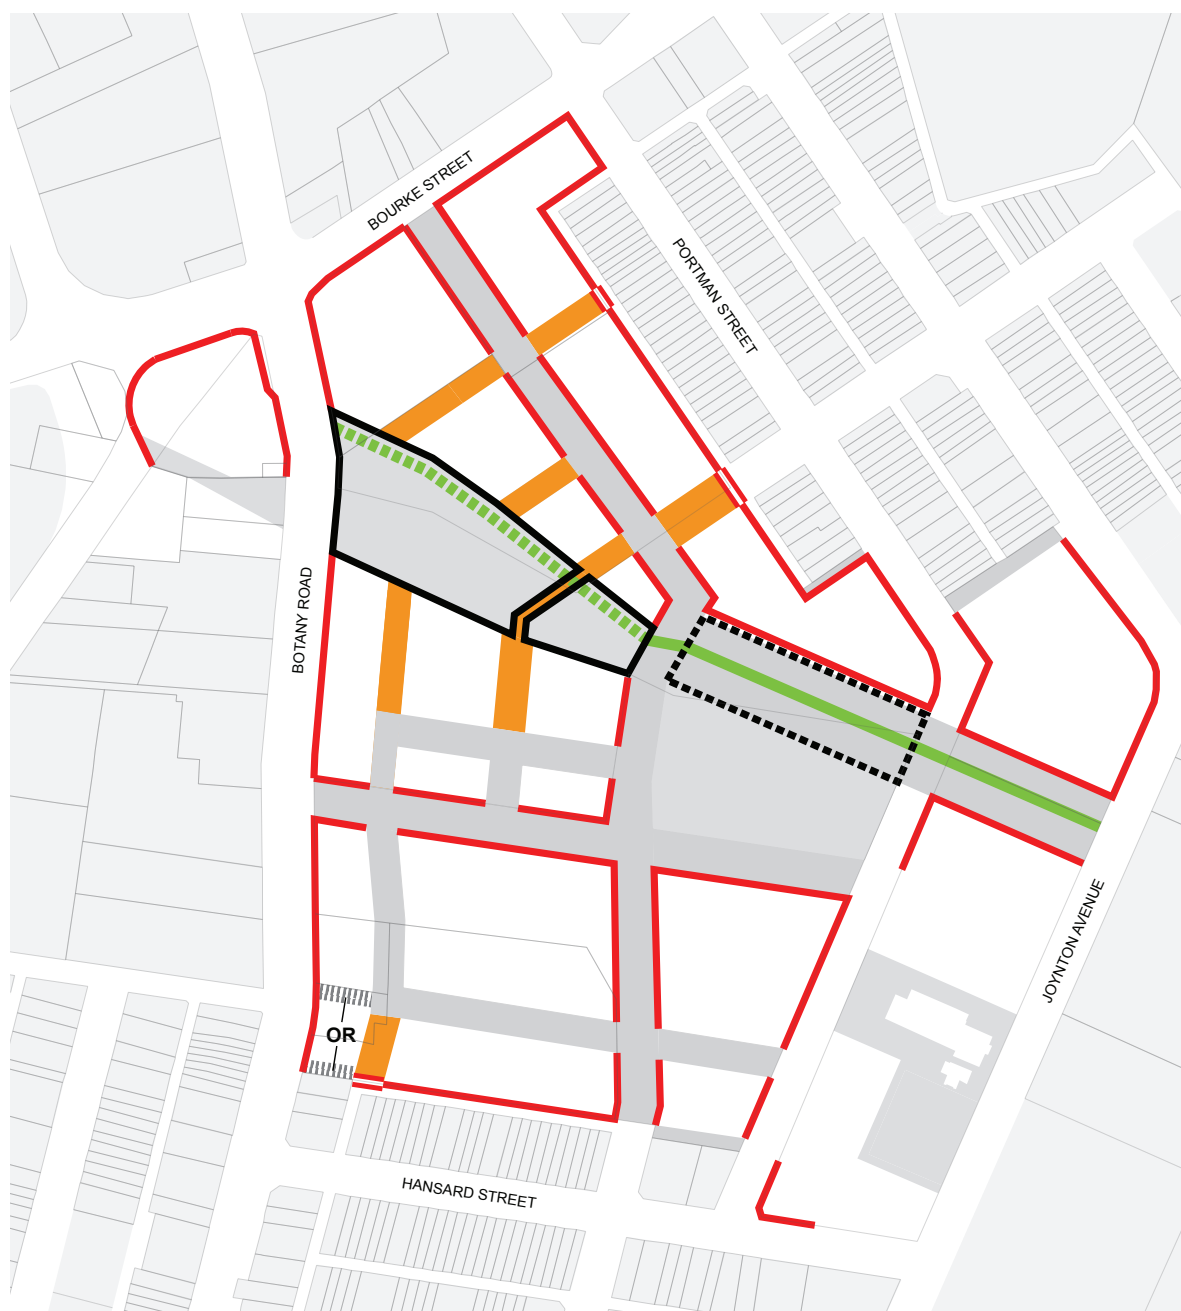 BOURKE STREET
PORTMAN STREET
BOTANY ROAD
JOYNTON AVENUE
OR
HANSARD STREET